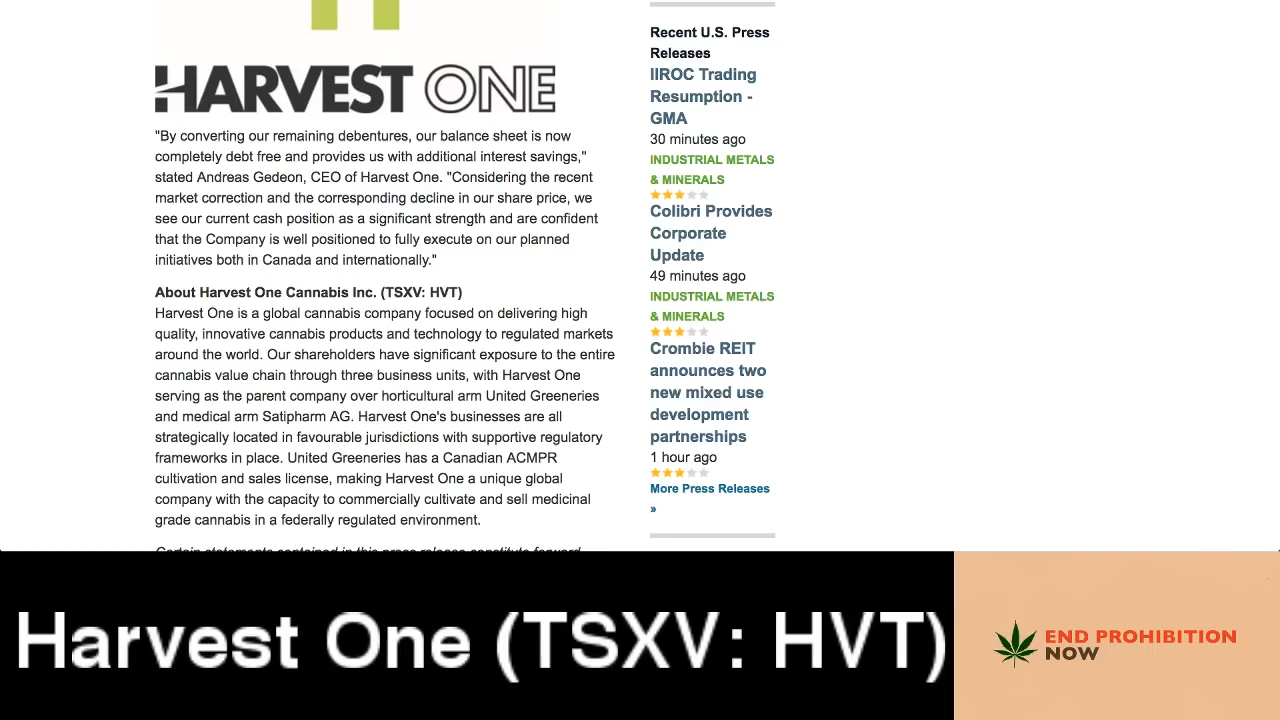 HARVEST ONE
"By converting our remaining debentures, our balance sheet is now
completely debt free and provides us with additional interest savings,"
stated Andreas Gedeon, CEO of Harvest One. "Considering the recent
market correction and the corresponding decline in our share price, we
see our current cash position as a significant strength and are confident
that the Company is well positioned to fully execute on our planned
initiatives both in Canada and internationally."
About Harvest One Cannabis Inc. (TSXV: HVT)
Harvest One is a global cannabis company focused on delivering high
quality, innovative cannabis products and technology to regulated markets
around the world. Our shareholders have significant exposure to the entire
cannabis value chain through three business units, with Harvest One
serving as the parent company over horticultural arm United Greeneries
and medical arm Satipharm AG. Harvest One's businesses are all
strategically located in favourable jurisdictions with supportive regulatory
frameworks in place. United Greeneries has a Canadian ACMPR
cultivation and sales license, making Harvest One a unique global
company with the capacity to commercially cultivate and sell medicinal
grade cannabis in a federally regulated environment.
Certain statements contained in this press release constitute forward
Recent U.S. Press
Releases
IIROC Trading
Resumption -
GMA
30 minutes ago
INDUSTRIAL METALS
& MINERALS
Colibri Provides
Corporate
Update
49 minutes ago
INDUSTRIAL METALS
& MINERALS
Crombie REIT
announces two
new mixed use
development
partnerships
1 hour ago
More Press Releases
»
Harvest One (TSXV: HVT)
END PROHIBITION
NOW